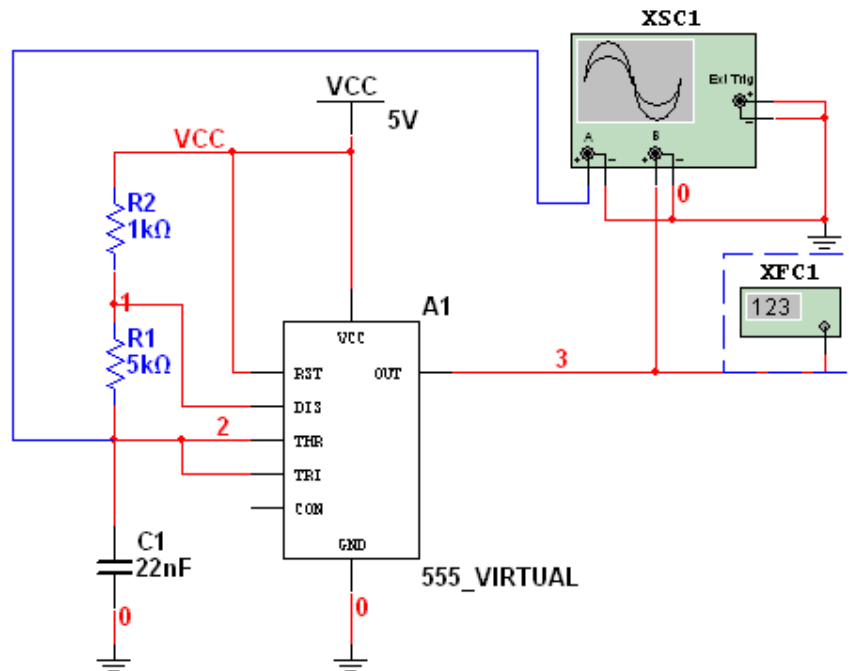 XSC1
Ext Trig
+
-
A
B
+ - + -
0
VCC
5V
VCC
R2
1kΩ
1
R1
5kΩ
2
A1
VCC
RST
OUT
DIS
THR
TRI
CON
GND
3
XFC1
123
C1
22nF
0
0
555_VIRTUAL